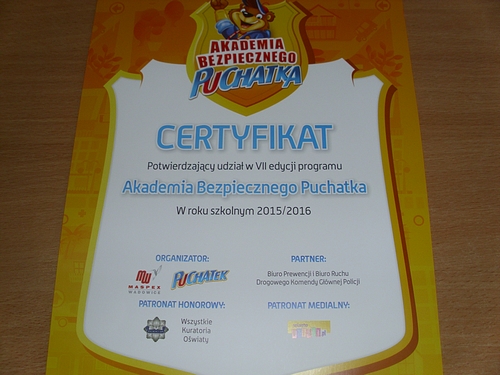 AKADEMIA
BEZPIECZNEGO
PUCHATKA
CERTYFIKAT
Potwierdzający udział w VII edycji programu
Akademia Bezpiecznego Puchatka
W roku szkolnym 2015/2016
ORGANIZATOR:
PARTNER:
MASPEX
WADOWICE
PUCHATEK
Biuro Prewencji i Biuro Ruchu
Drogowego Komendy Głównej Policji
PATRONAT HONOROWY:
PATRONAT MEDIALNY:
Wszystkie
Kuratoria
Oświaty